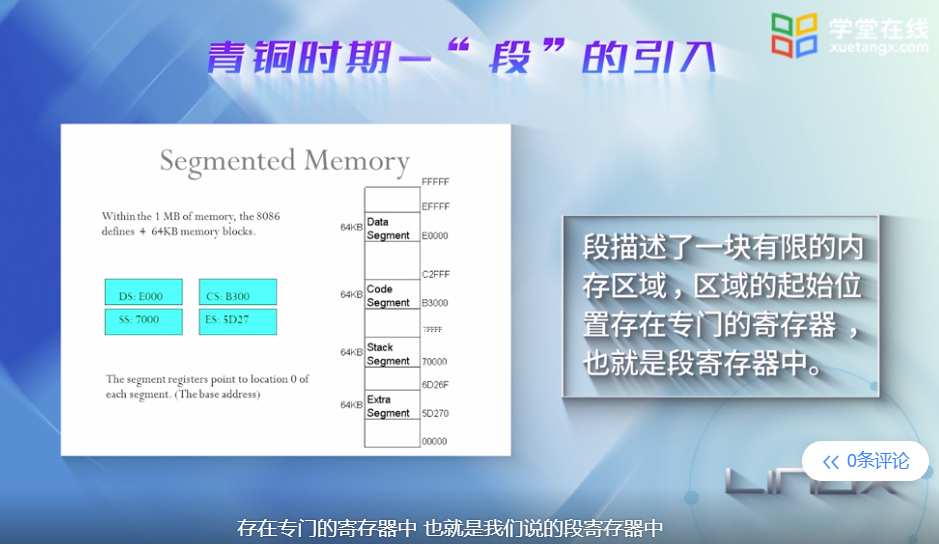 青铜时期—“段”的引入
学堂在线
xuetangx.com
Segmented Memory
Within the 1 MB of memory, the 8086
defines 4 64KB memory blocks.
DS: E000
CS: B300
SS: 7000
ES: 5D27
The segment registers point to location 0 of
each segment. (The base address)
FFFFF
EFFFF
64KB
Data
Segment
E0000
C2FFF
64KB
Code
Segment
B3000
7FFFF
64KB
Stack
Segment
70000
6D26F
64KB
Extra
Segment
5D270
00000
段描述了一块有限的内
存区域，区域的起始位
置存在专门的寄存器，
也就是段寄存器中。
0条评论
存在专门的寄存器中 也就是我们说的段寄存器中